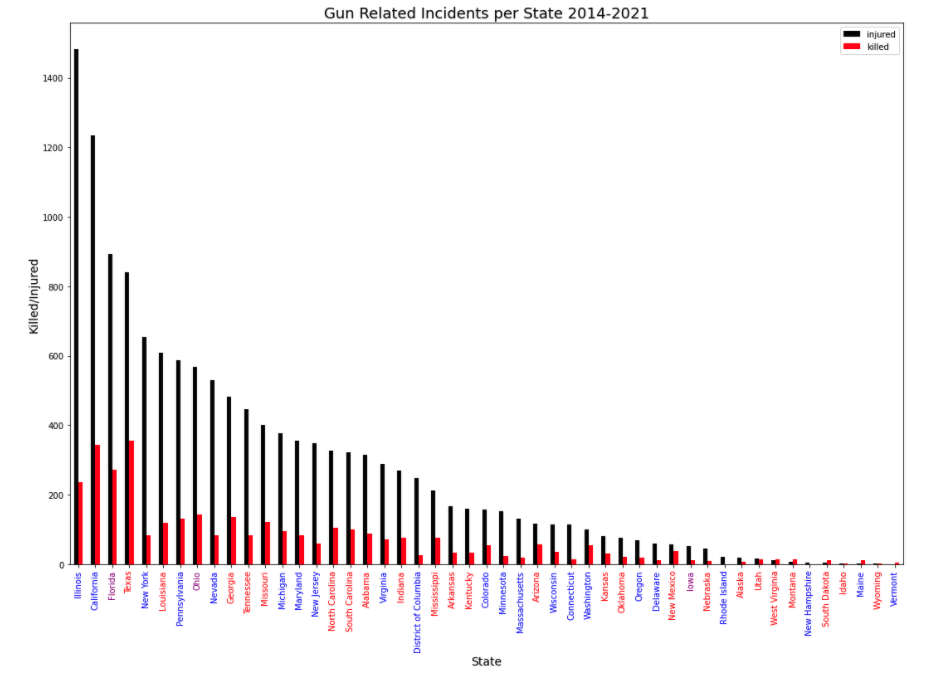 Gun Related Incidents per State 2014-2021
injured
killed
1400
1200
1000
800
600
400
200
0
Killed/Injured
Illinois
California
Florida
Texas
New York
Louisiana
Pennsylvania
Ohio
Nevada
Georgia
Tennessee
Missouri
Michigan
Maryland
New Jersey
North Carolina
South Carolina
Alabama
Virginia
Indiana
District of Columbia
Mississippi
Arkansas
Kentucky
Colorado
Minnesota
Massachusetts
Arizona
Wisconsin
Connecticut
Washington
Kansas
Oklahoma
Oregon
Delaware
New Mexico
Iowa
Nebraska
Rhode Island
Alaska
Utah
West Virginia
Montana
New Hampshire
South Dakota
Idaho
Maine
Wyoming
Vermont
State